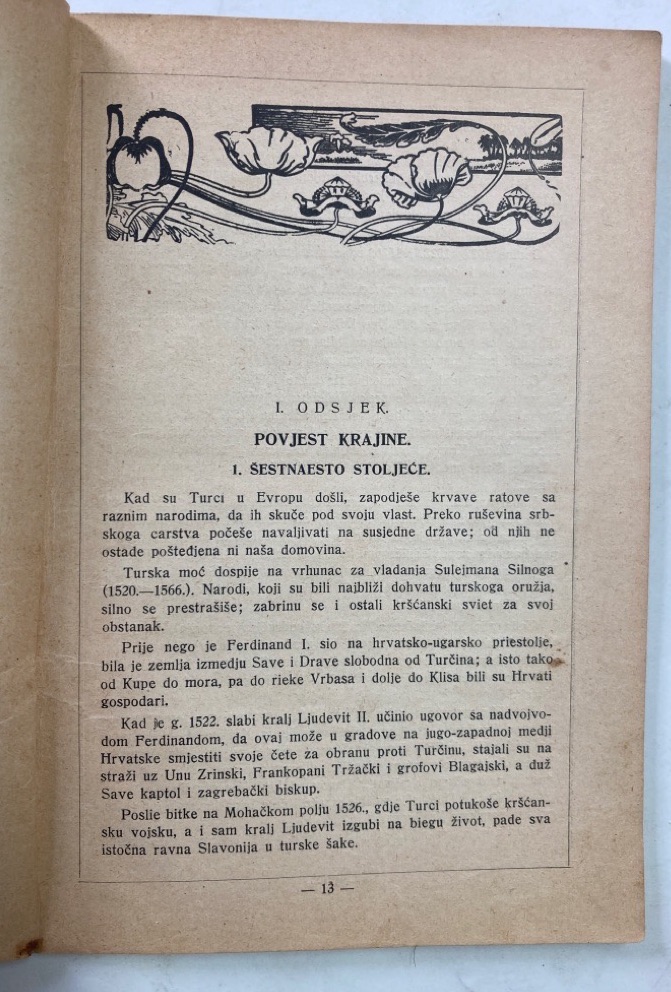 I. ODSJEK.
POVJEST KRAJINE.
1. ŠESTNAESTO STOLJEĆE.
Kad su Turci u Evropu došli, zapodješe krvave ratove sa
raznim narodima, da ih skuče pod svoju vlast. Preko ruševina srb-
skoga carstva počeše navaljivati na susjedne države; od njih ne
ostade pošteđjena ni naša domovina.
Turska moć dospije na vrhunac za vladanja Sulejmana Silnoga
(1520.—1566.). Narodi, koji su bili najbliži dohvatu turskoga oružja,
silno se prestrašiše; zabrinu se i ostali kršćanski sviet za svoj
obstanak.
Prije nego je Ferdinand I. sio na hrvatsko-ugarsko priestolje,
bila je zemlja izmedju Save i Drave slobodna od Turčina; a isto tako
od Kupe do mora, pa do rieke Vrbasa i dolje do Klisa bili su Hrvati
gospodari.
Kad je g. 1522. slabi kralj Ljudevit II. učinio ugovor sa nadvojvo-
dom Ferdinandom, da ovaj može u gradove na jugo-zapadnoj medji
Hrvatske smjestiti svoje čete za obranu proti Turčinu, stajali su na
straži uz Unu Zrinski, Frankopani Tržački i grofovi Blagajski, a duž
Save kaptol i zagrebački biskup.
Poslie bitke na Mohačkom polju 1526., gdje Turci potukoše kršćan-
sku vojsku, a i sam kralj Ljudevit izgubi na biegu život, pade sva
istočna ravna Slavonija u turske šake.
— 13 —